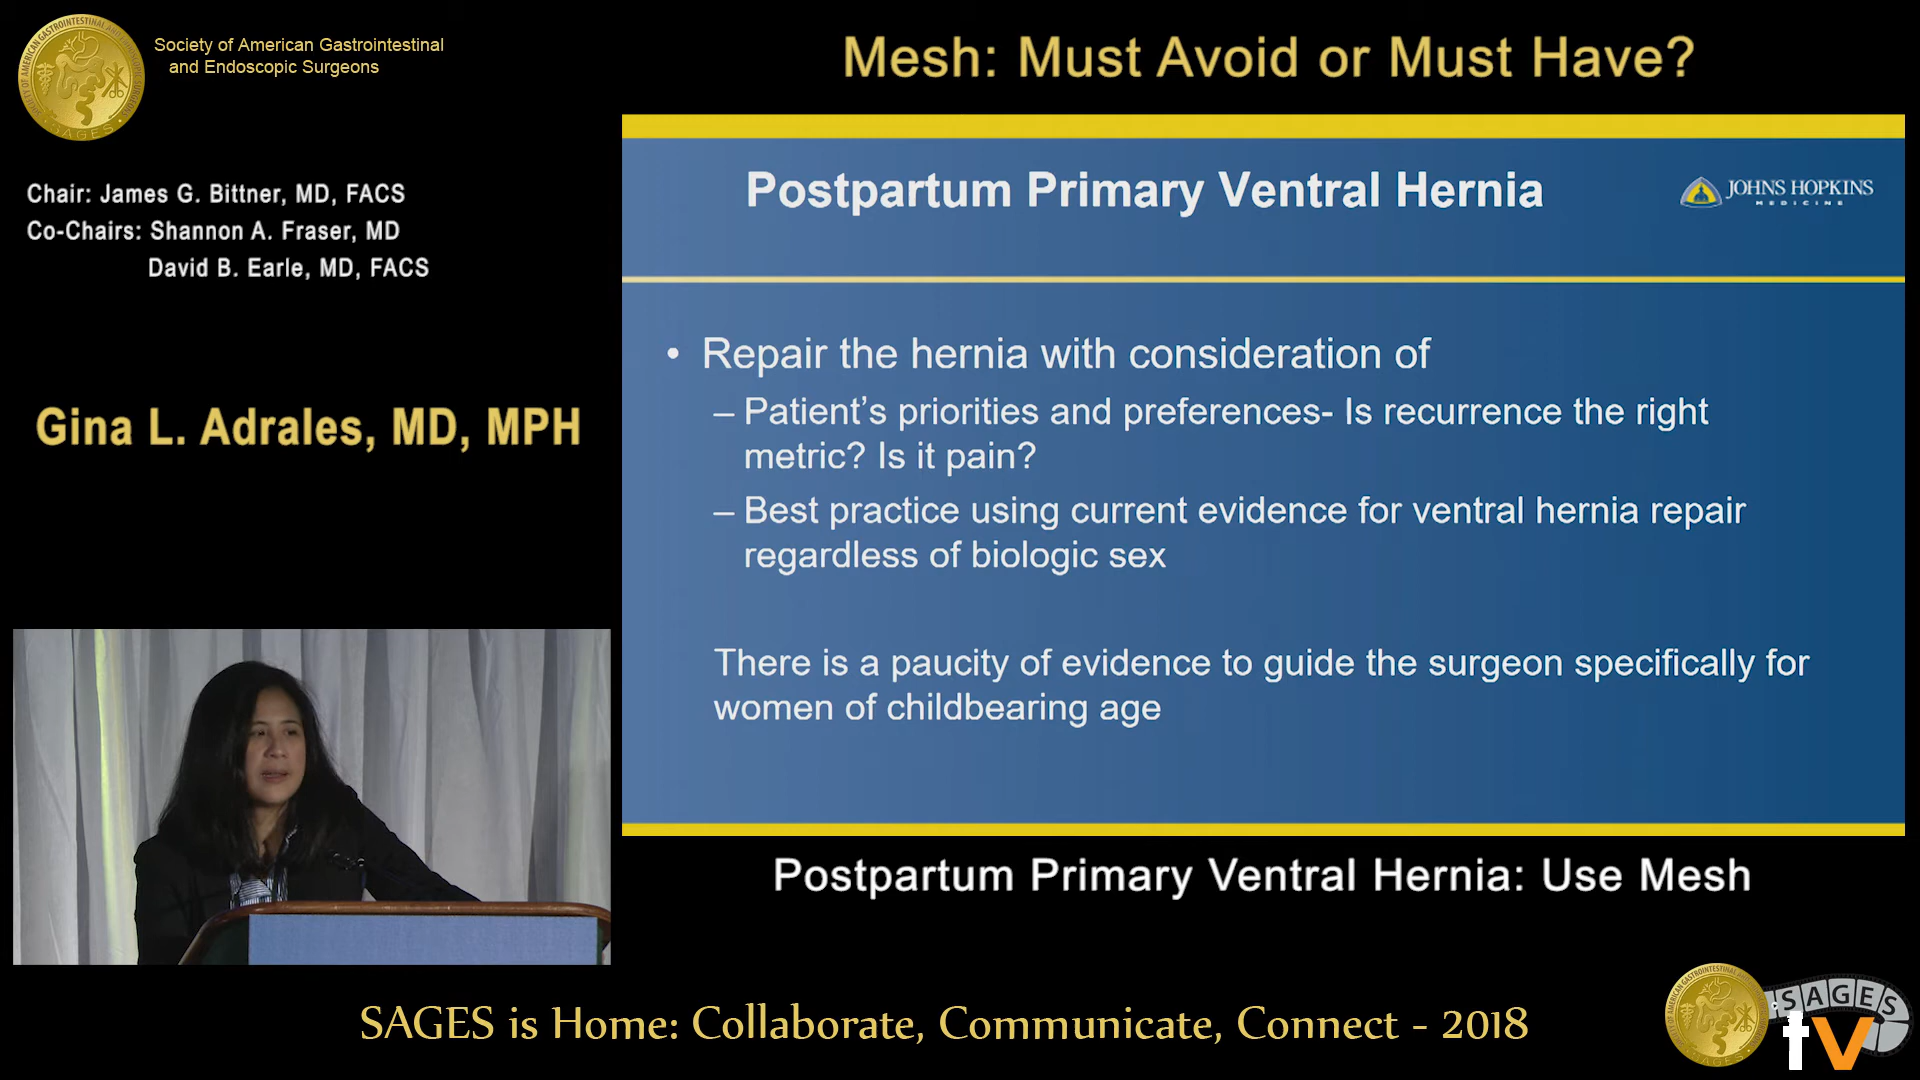 Society of American Gastrointestinal
and Endoscopic Surgeons
Mesh: Must Avoid or Must Have?
Chair: James G. Bittner, MD, FACS
Co-Chairs: Shannon A. Fraser, MD
David B. Earle, MD, FACS
Gina L. Adrales, MD, MPH
Postpartum Primary Ventral Hernia
JOHNS HOPKINS
MEDICINE
• Repair the hernia with consideration of
– Patient's priorities and preferences- Is recurrence the right
metric? Is it pain?
– Best practice using current evidence for ventral hernia repair
regardless of biologic sex
There is a paucity of evidence to guide the surgeon specifically for
women of childbearing age
Postpartum Primary Ventral Hernia: Use Mesh
SAGES is Home: Collaborate, Communicate, Connect - 2018
SAGES
tv